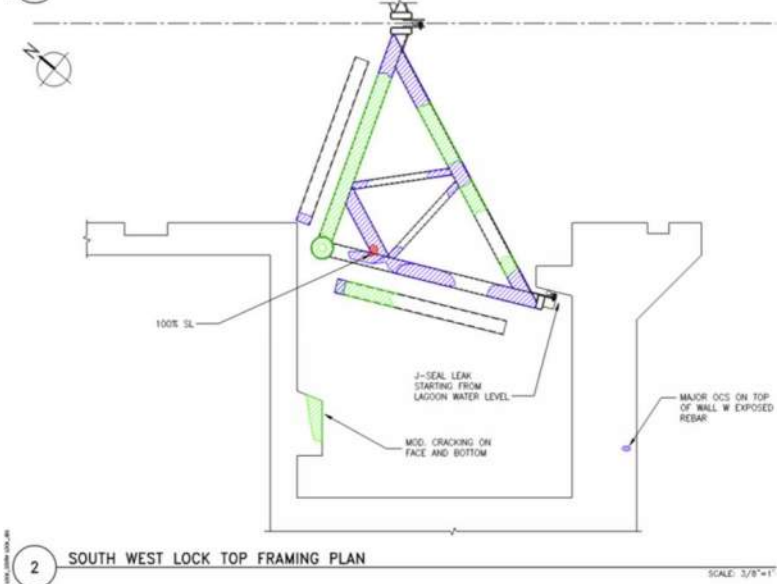 N
100% SL
J-SEAL LEAK
STARTING FROM
LAGOON WATER LEVEL
MAJOR OCS ON TOP
OF WALL W EXPOSED
REBAR
MOD. CRACKING ON
FACE AND BOTTOM
2 SOUTH WEST LOCK TOP FRAMING PLAN
SCALE: 3/8"=1'